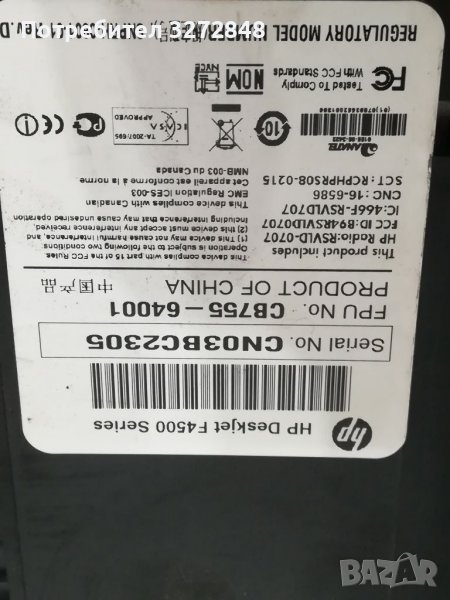 Потребител 3272848
hp
HP Deskjet F4500 Series
Serial No. CN03BC2305
FPU No. CB755-64001
PRODUCT OF CHINA
中国产品
This device complies with part 15 of the FCC Rules.
Operation is subject to the following conditions
(1) This device may not cause harmful interference, and
(2) this device must accept any interference received,
including interference that may cause undesired operation
This device complies with Canadian
EMC Regulation ICES-003
Cet appareil est conforme à la norme
NMB-003 du Canada
This product includes
HP Radio:RSVLD-0707
FCC ID:B94RSVLD0707
IC:466F-RSVLD707
CNC:16-6586
SCT:RCPHPRS08-0215
ANATEL
10
ICASA
TA-2007/695
APPROVED
FC Tested To Comply
With FCC Standards
NOM
NYCE
REGULATORY MODEL NUMBER
BAZAR